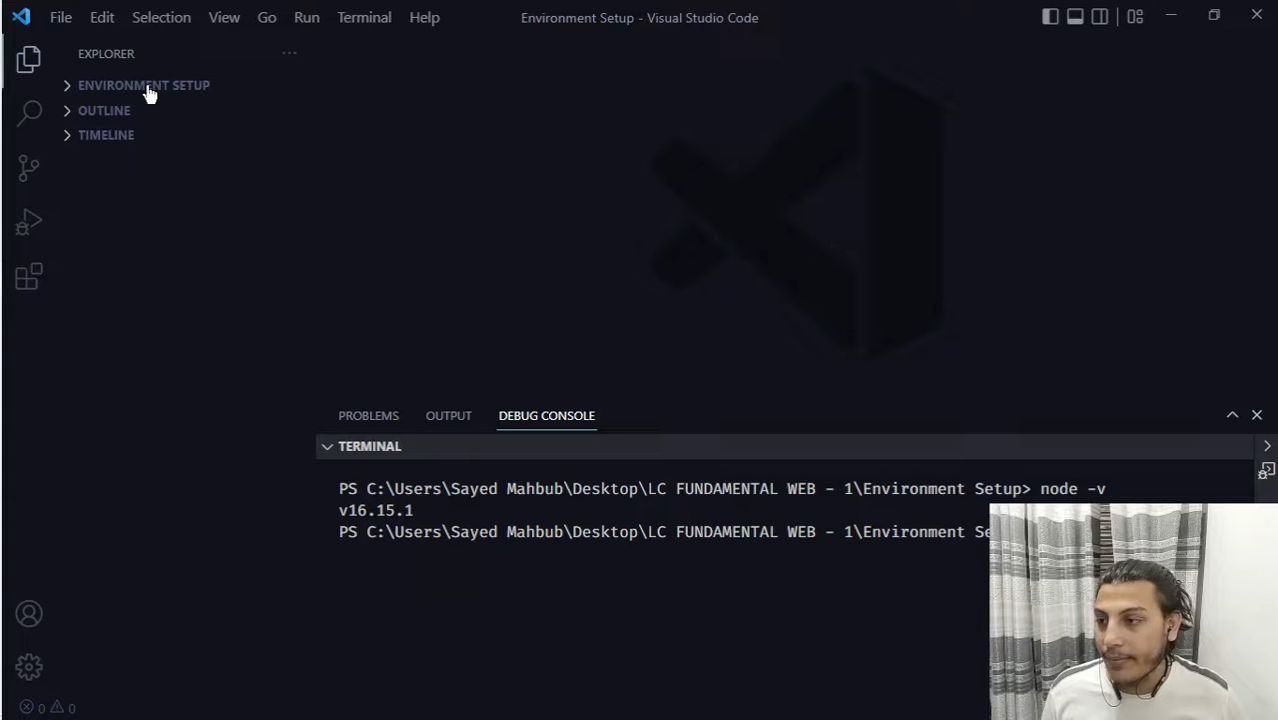 File Edit Selection View Go Run Terminal Help Environment Setup - Visual Studio Code
EXPLORER
ENVIRONMENT SETUP
OUTLINE
TIMELINE
PROBLEMS OUTPUT DEBUG CONSOLE
TERMINAL
PS C:\Users\Sayed Mahbub\Desktop\LC FUNDAMENTAL WEB - 1\Environment Setup> node -v
v16.15.1
PS C:\Users\Sayed Mahbub\Desktop\LC FUNDAMENTAL WEB - 1\Environment Se
0 0